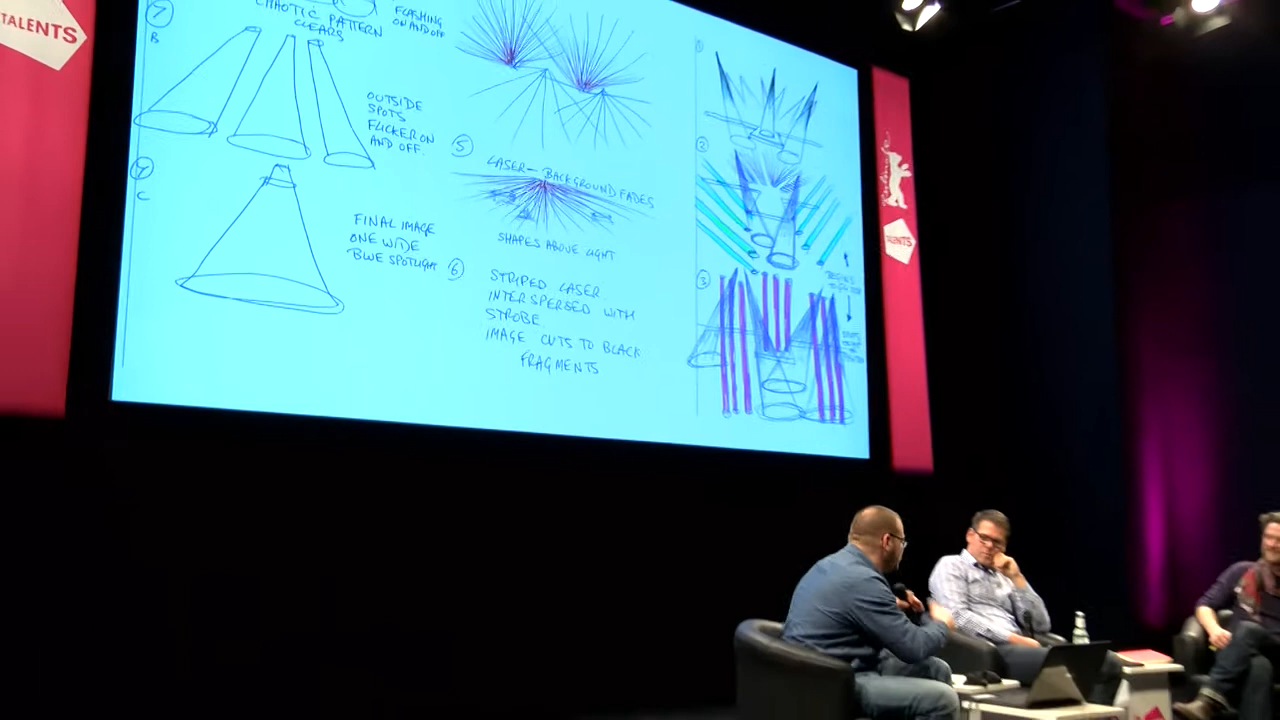 TALENTS
7
B
CHAOTIC PATTERN
CLEARS
FLASHING
ON AND OFF
OUTSIDE
SPOTS
FLICKER ON
AND OFF.
C
FINAL IMAGE
ONE WIDE
BLUE SPOTLIGHT
5
LASER - BACKGROUND FADES
SHAPES ABOVE LIGHT
6
STRIPED LASER
INTERSPERSED WITH
STROBE
IMAGE CUTS TO BLACK
FRAGMENTS
1
2
3
Berlinale
TALENTS